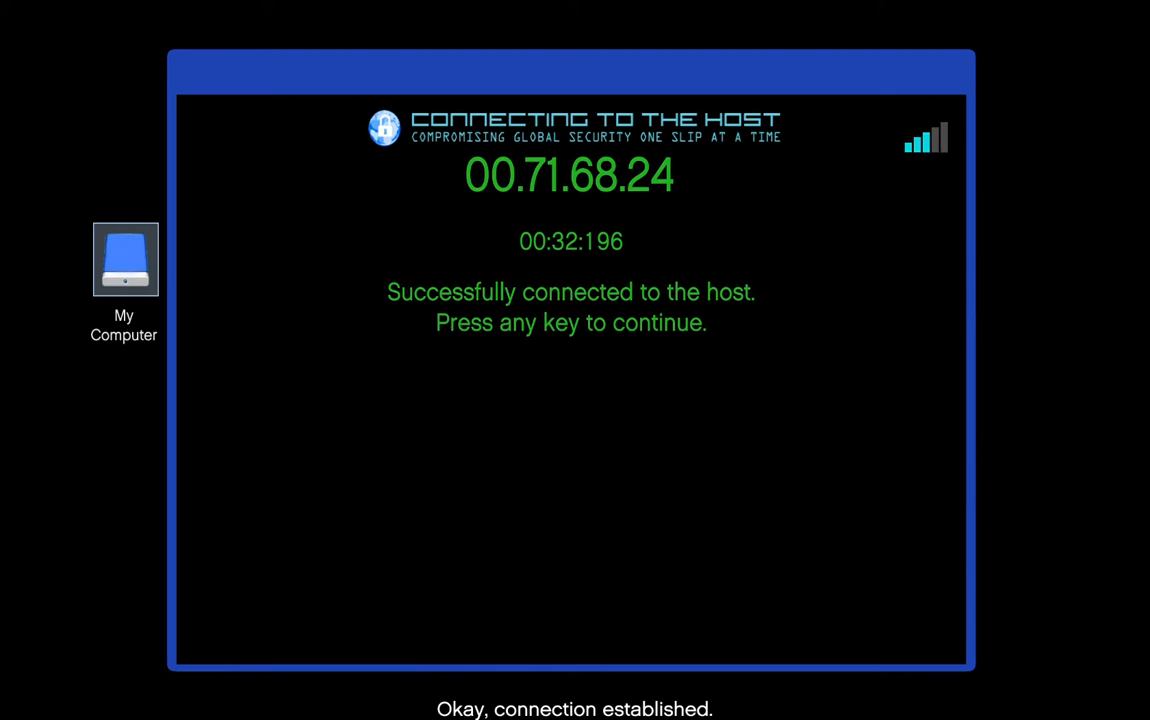 CONNECTING TO THE HOST
COMPROMISING GLOBAL SECURITY ONE SLIP AT A TIME
00.71.68.24
00:32:196
Successfully connected to the host.
Press any key to continue.
My
Computer
Okay, connection established.